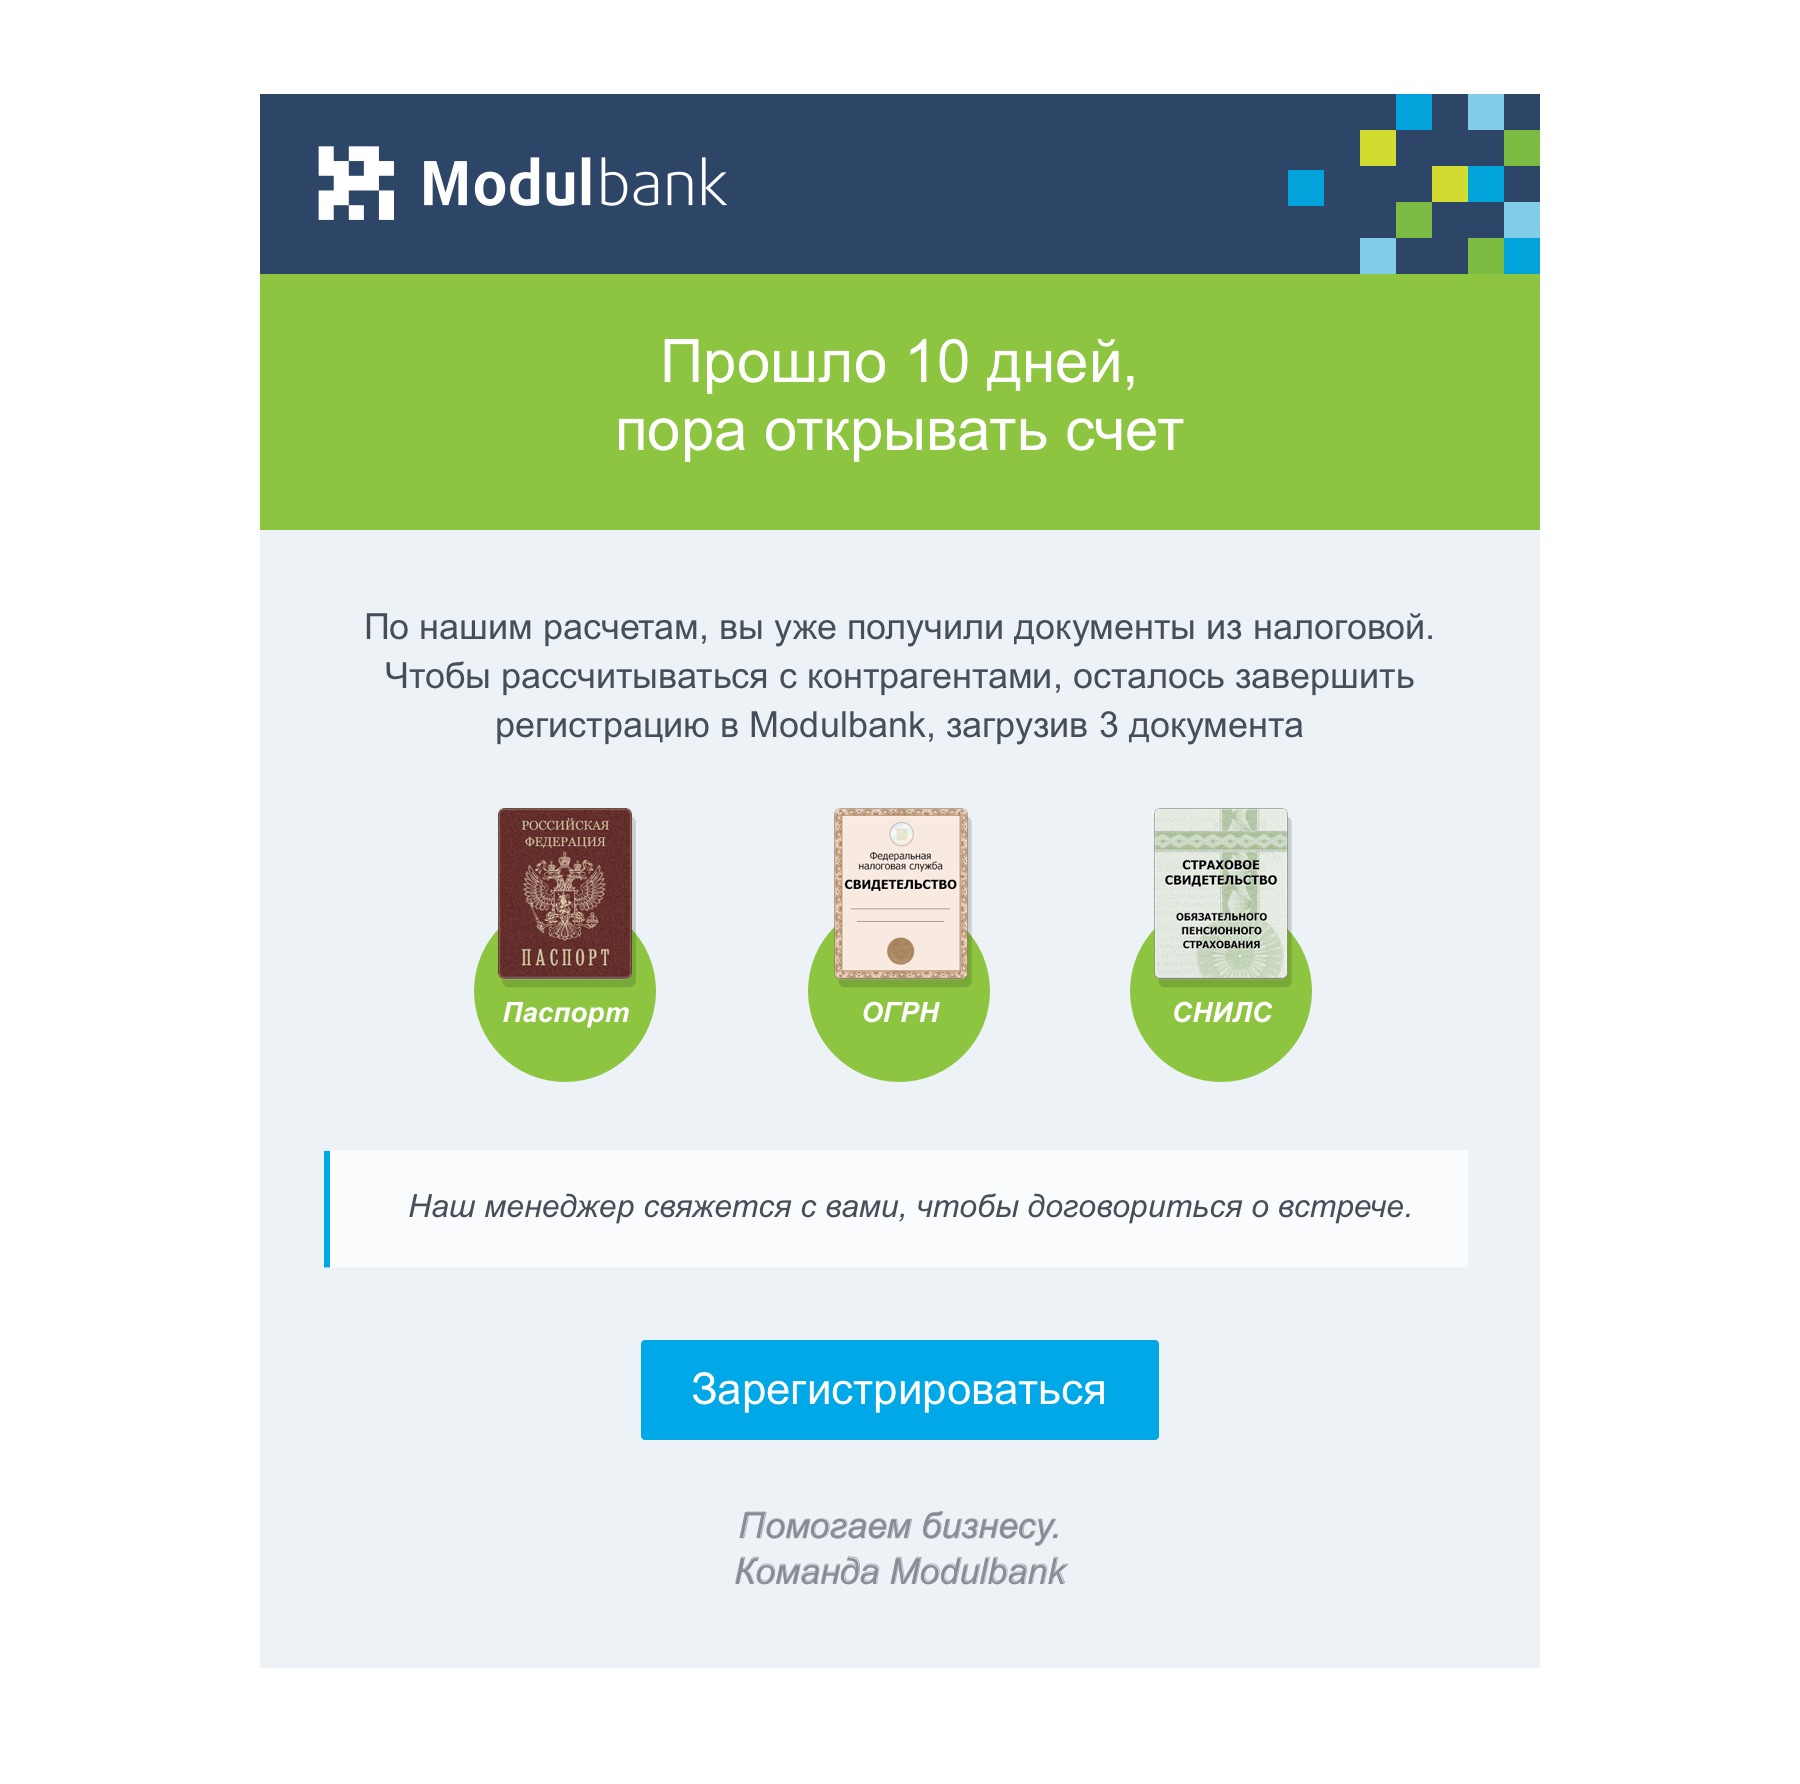 Modulbank
Прошло 10 дней,
пора открывать счет
По нашим расчетам, вы уже получили документы из налоговой.
Чтобы рассчитываться с контрагентами, осталось завершить
регистрацию в Modulbank, загрузив 3 документа
РОССИЙСКАЯ
ФЕДЕРАЦИЯ
ПАСПОРТ
Паспорт
Федеральная
налоговая служба
СВИДЕТЕЛЬСТВО
ОГРН
СТРАХОВОЕ
СВИДЕТЕЛЬСТВО
ОБЯЗАТЕЛЬНОГО
ПЕНСИОННОГО
СТРАХОВАНИЯ
СНИЛС
Наш менеджер свяжется с вами, чтобы договориться о встрече.
Зарегистрироваться
Помогаем бизнесу.
Команда Modulbank